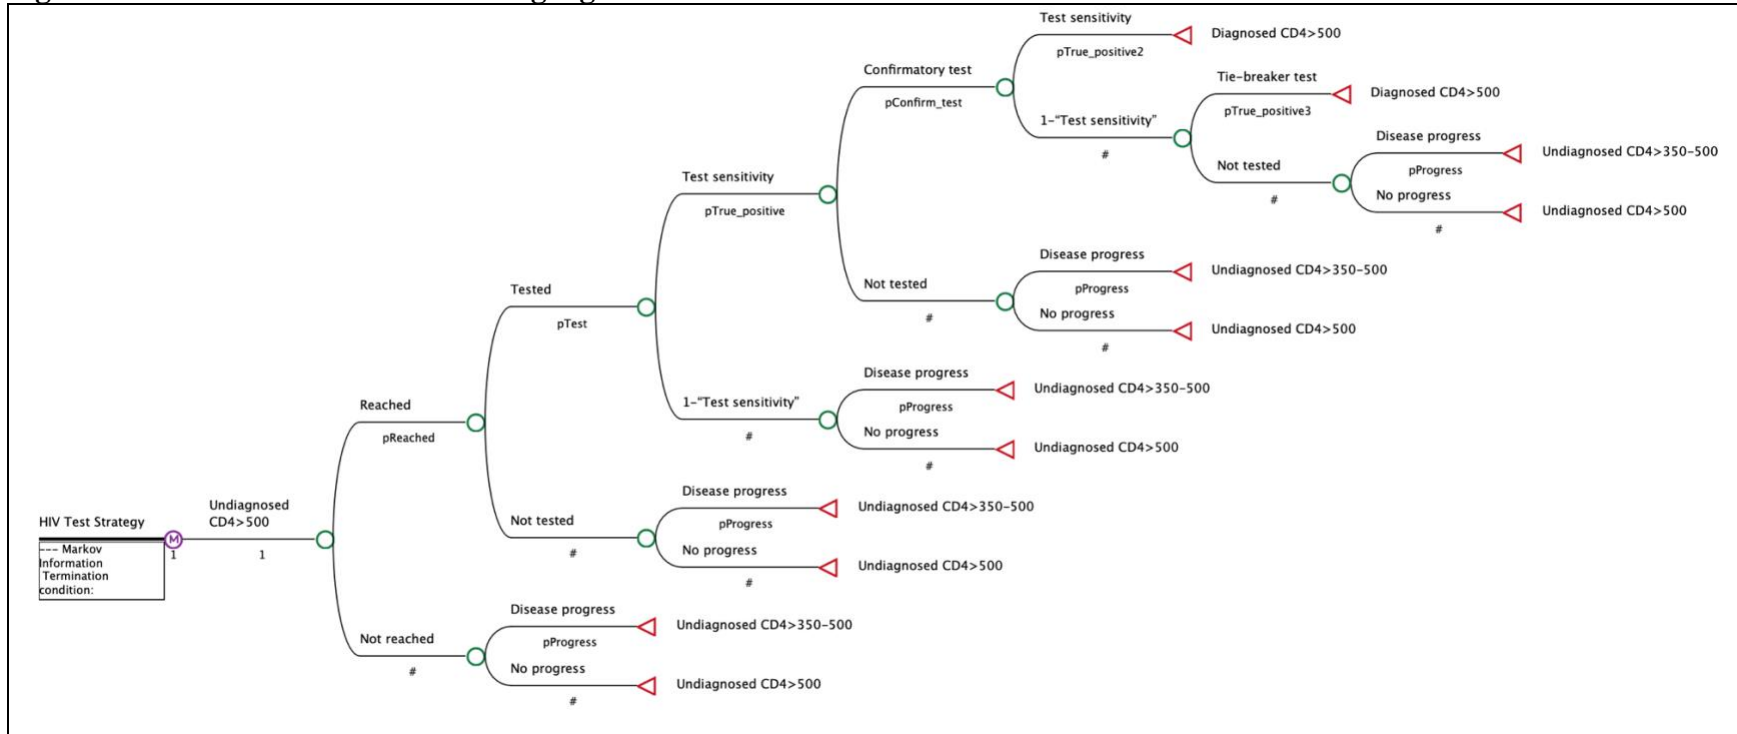 Test sensitivity
pTrue_positive2
Diagnosed CD4>500
Confirmatory test
pConfirm_test
Tie-breaker test
pTrue_positive3
Diagnosed CD4>500
1-“Test sensitivity”
#
Disease progress
pProgress
Undiagnosed CD4>350-500
Not tested
#
No progress
#
Undiagnosed CD4>500
Test sensitivity
pTrue_positive
Disease progress
pProgress
Undiagnosed CD4>350-500
Not tested
#
No progress
#
Undiagnosed CD4>500
Tested
pTest
Disease progress
pProgress
Undiagnosed CD4>350-500
1-“Test sensitivity”
#
No progress
#
Undiagnosed CD4>500
Reached
pReached
Disease progress
pProgress
Undiagnosed CD4>350-500
Not tested
#
No progress
#
Undiagnosed CD4>500
HIV Test Strategy
--- Markov
Information
Termination
condition:
M
1
Undiagnosed
CD4>500
1
Disease progress
pProgress
Undiagnosed CD4>350-500
Not reached
#
No progress
#
Undiagnosed CD4>500